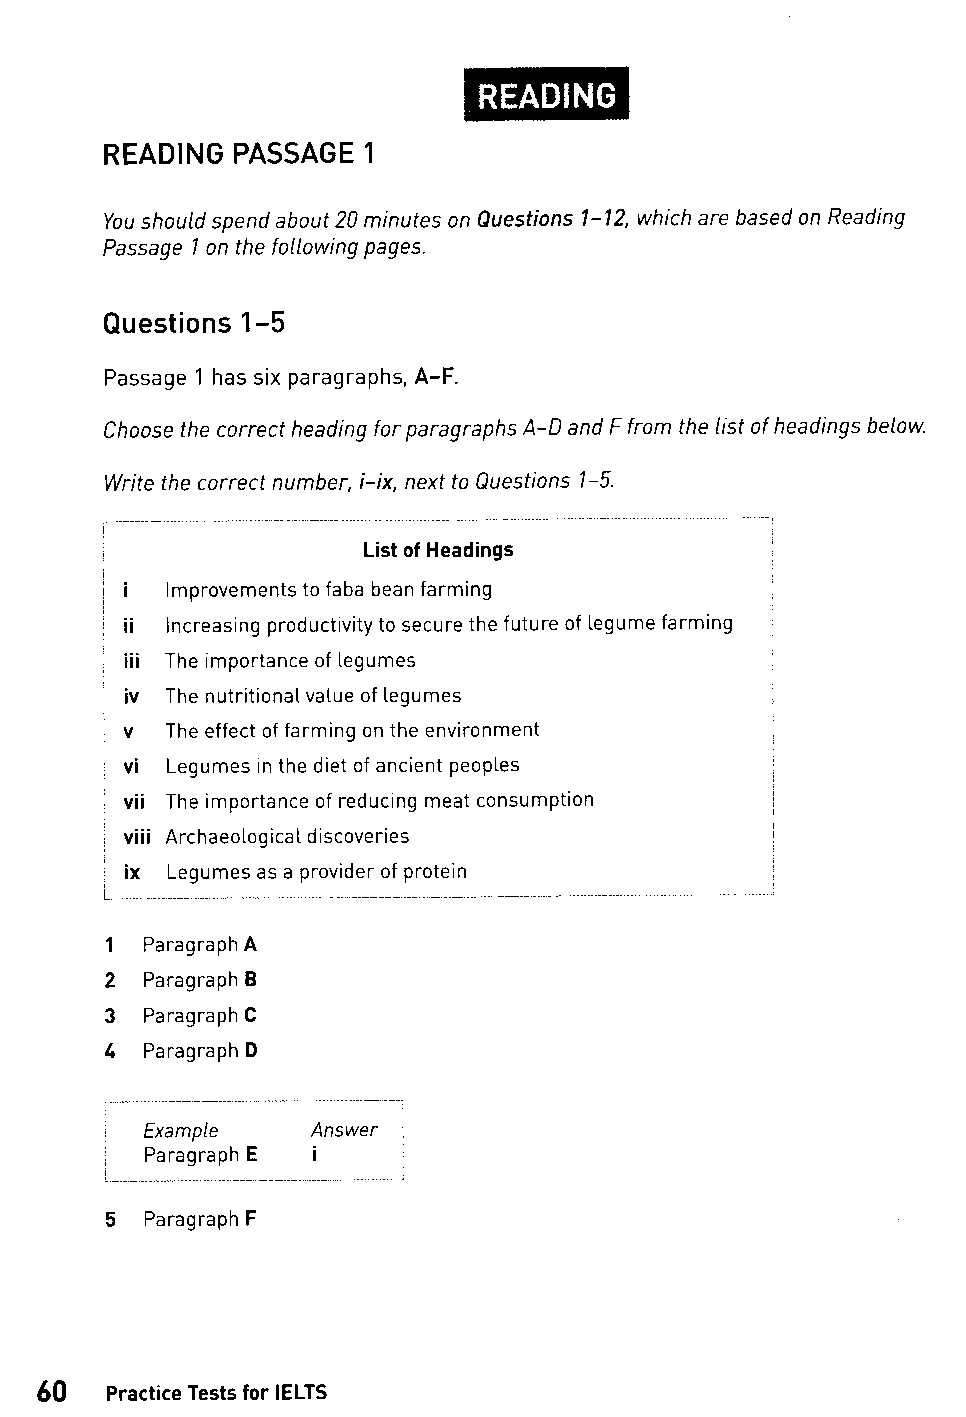 READING
READING PASSAGE 1
You should spend about 20 minutes on Questions 1–12, which are based on Reading
Passage 1 on the following pages.
Questions 1–5
Passage 1 has six paragraphs, A–F.
Choose the correct heading for paragraphs A–D and F from the list of headings below.
Write the correct number, i–ix, next to Questions 1–5.
List of Headings
i Improvements to faba bean farming
ii Increasing productivity to secure the future of legume farming
iii The importance of legumes
iv The nutritional value of legumes
v The effect of farming on the environment
vi Legumes in the diet of ancient peoples
vii The importance of reducing meat consumption
viii Archaeological discoveries
ix Legumes as a provider of protein
1 Paragraph A
2 Paragraph B
3 Paragraph C
4 Paragraph D
Example Answer
Paragraph E i
5 Paragraph F
60 Practice Tests for IELTS